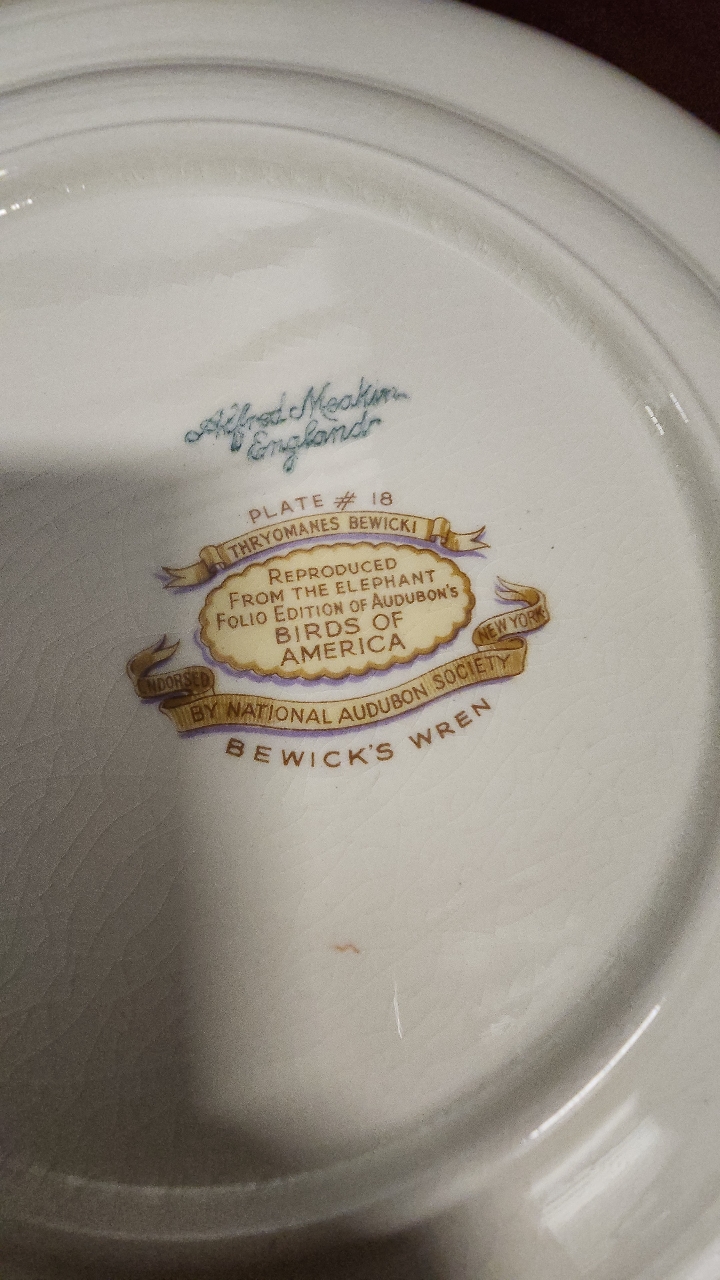 Alfred Meakin
England
PLATE # 18
THRYOMANES BEWICKI
REPRODUCED
FROM THE ELEPHANT
FOLIO EDITION OF AUDUBON'S
BIRDS OF
AMERICA
ENDORSED
BY NATIONAL AUDUBON SOCIETY
NEW YORK
BEWICK'S WREN